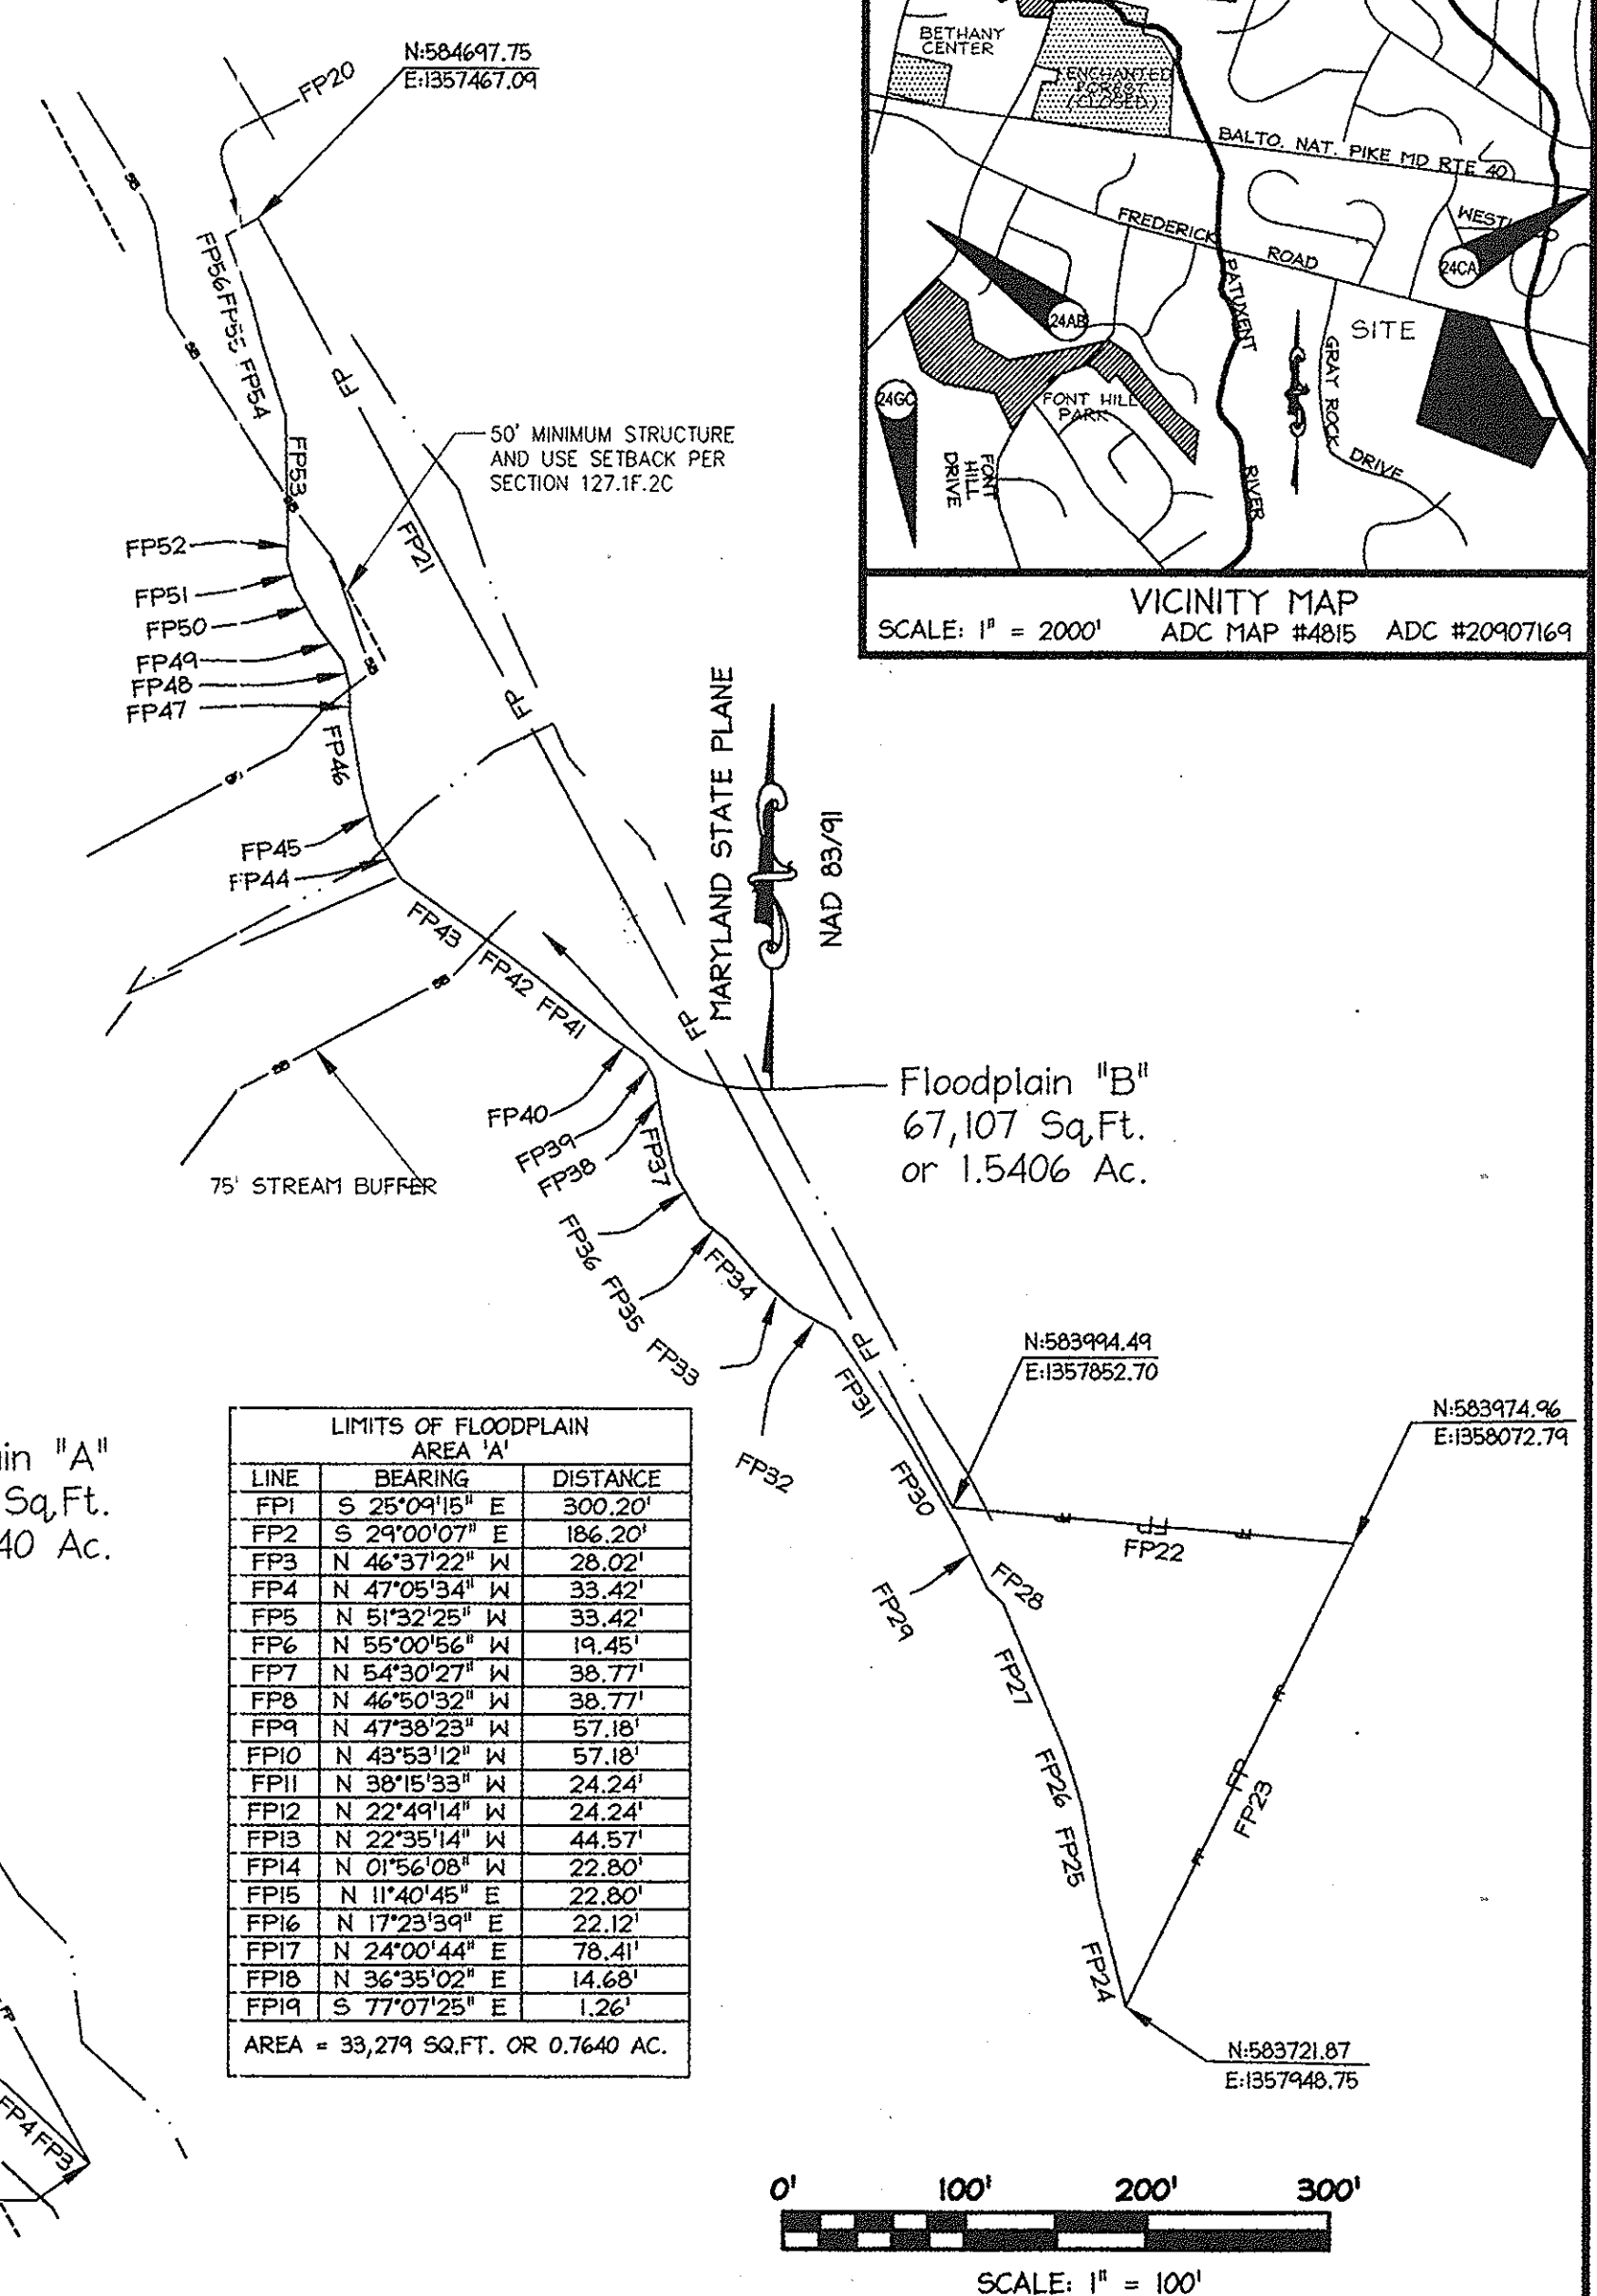 N:584697.75
E:1357467.09
FP20
FP56 FP55 FP54
FP53
50' MINIMUM STRUCTURE
AND USE SETBACK PER
SECTION 127.1F.2C
FP
FP21
FP52
FP51
FP50
FP49
FP48
FP47
FP46
FP45
FP44
FP43
FP42 FP41
FP
FP
FP40
FP39
FP38
FP37
75' STREAM BUFFER
FP36
FP35
FP34
FP33
FP32
FP31
FP
FP30
FP29
FP28
FP27
FP26
FP25
FP24
FP22
FP
FP23
FP
BETHANY
CENTER
ENCHANTED
FOREST
(CLOSED)
BALTO. NAT. PIKE MD RTE 40
FREDERICK
ROAD
24CA
24AB
24GC
PATUXENT
RIVER
SITE
GRAY ROCK
DRIVE
FONT HILL
PARK
FONT
HILL
DRIVE
VICINITY MAP
SCALE: 1" = 2000' ADC MAP #4815 ADC #20907169
MARYLAND STATE PLANE
NAD 83/91
Floodplain "B"
67,107 Sq.Ft.
or 1.5406 Ac.
N:583994.49
E:1357852.70
N:583974.96
E:1358072.79
N:583721.87
E:1357948.75
in "A"
Sq.Ft.
40 Ac.
LIMITS OF FLOODPLAIN
AREA 'A'
LINE BEARING DISTANCE
FP1 S 25°09'15" E 300.20'
FP2 S 29°00'07" E 186.20'
FP3 N 46°37'22" W 28.02'
FP4 N 47°05'34" W 33.42'
FP5 N 51°32'25" W 33.42'
FP6 N 55°00'56" W 19.45'
FP7 N 54°30'27" W 38.77'
FP8 N 46°50'32" W 38.77'
FP9 N 47°38'23" W 57.18'
FP10 N 43°53'12" W 57.18'
FP11 N 38°15'33" W 24.24'
FP12 N 22°49'14" W 24.24'
FP13 N 22°35'14" W 44.57'
FP14 N 01°56'08" W 22.80'
FP15 N 11°40'45" E 22.80'
FP16 N 17°23'39" E 22.12'
FP17 N 24°00'44" E 78.41'
FP18 N 36°35'02" E 14.68'
FP19 S 77°07'25" E 1.26'
AREA = 33,279 SQ.FT. OR 0.7640 AC.
FP
FP4 FP3
0' 100' 200' 300'
SCALE: 1" = 100'